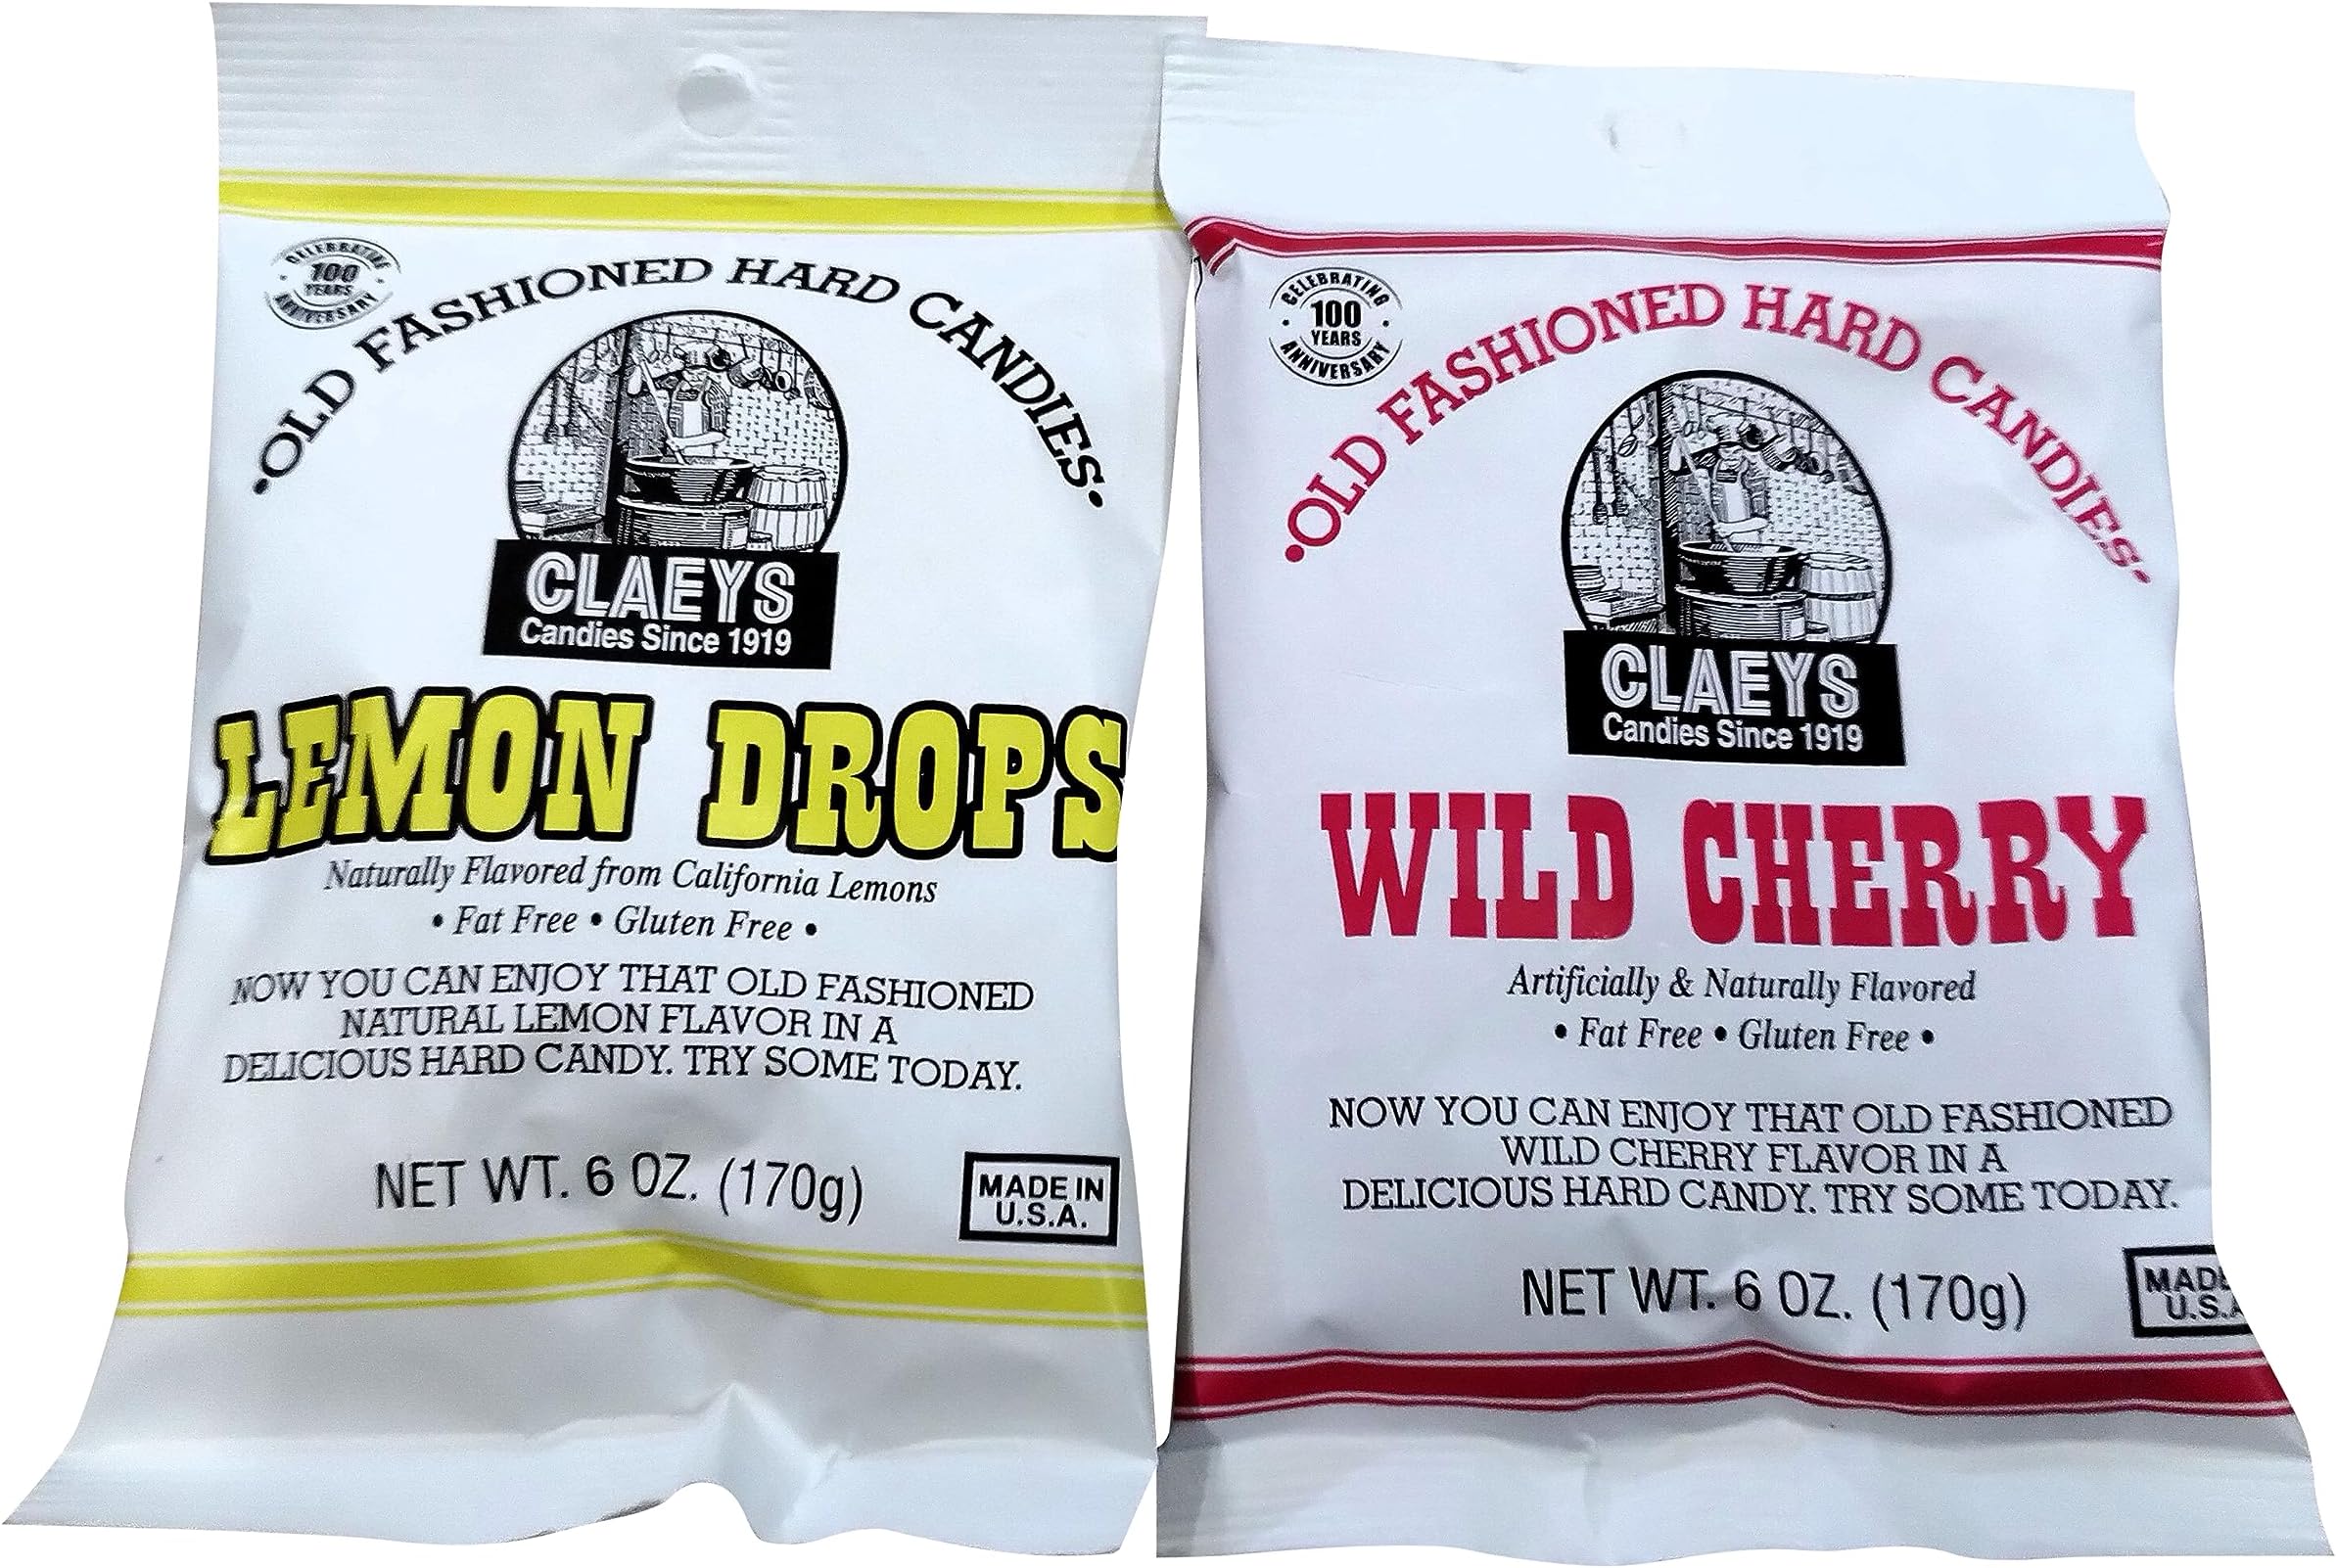 CELEBRATING
100
YEARS
ANNIVERSARY
•OLD FASHIONED HARD CANDIES•
CLAEYS
Candies Since 1919
LEMON DROPS
Naturally Flavored from California Lemons
• Fat Free • Gluten Free •
NOW YOU CAN ENJOY THAT OLD FASHIONED
NATURAL LEMON FLAVOR IN A
DELICIOUS HARD CANDY. TRY SOME TODAY.
NET WT. 6 OZ. (170g)
MADE IN
U.S.A.
CELEBRATING
100
YEARS
ANNIVERSARY
•OLD FASHIONED HARD CANDIES•
CLAEYS
Candies Since 1919
WILD CHERRY
Artificially & Naturally Flavored
• Fat Free • Gluten Free •
NOW YOU CAN ENJOY THAT OLD FASHIONED
WILD CHERRY FLAVOR IN A
DELICIOUS HARD CANDY. TRY SOME TODAY.
NET WT. 6 OZ. (170g)
MADE
U.S.A